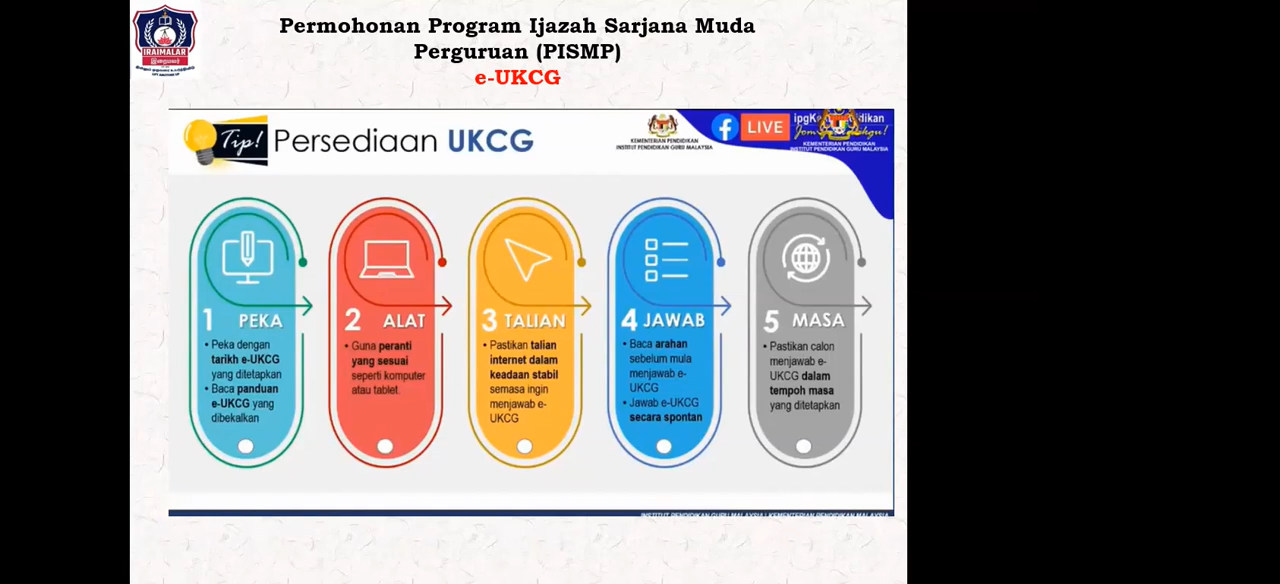 IRAIMALAR
Permohonan Program Ijazah Sarjana Muda
Perguruan (PISMP)
e-UKCG
Tip! Persediaan UKCG
KEMENTERIAN PENDIDIKAN
INSTITUT PENDIDIKAN GURU MALAYSIA
LIVE
KEMENTERIAN PENDIDIKAN
INSTITUT PENDIDIKAN GURU MALAYSIA
1 PEKA
• Peka dengan
tarikh e-UKCG
yang ditetapkan
• Baca panduan
e-UKCG yang
dibekalkan
2 ALAT
• Guna peranti
yang sesuai
seperti komputer
atau tablet.
3 TALIAN
• Pastikan talian
internet dalam
keadaan stabil
semasa ingin
menjawab e-
UKCG
4 JAWAB
• Baca arahan
sebelum mula
menjawab e-
UKCG
• Jawab e-UKCG
secara spontan
5 MASA
• Pastikan calon
menjawab e-
UKCG dalam
tempoh masa
yang ditetapkan
INSTITUT PENDIDIKAN GURU MALAYSIA | KEMENTERIAN PENDIDIKAN MALAYSIA